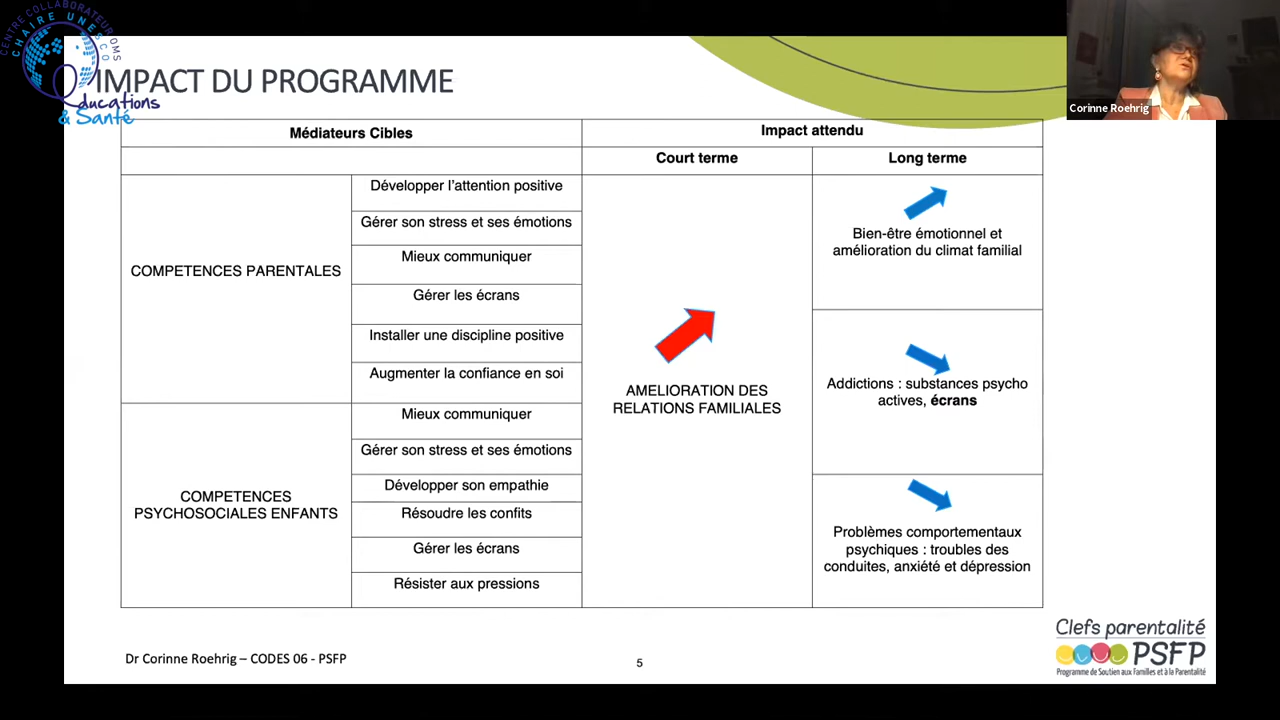 CENTRE COLLABORATEUR OMS
CHAIRE UNESCO
Educations
& Santé
IMPACT DU PROGRAMME
Corinne Roehrig
Médiateurs Cibles
Impact attendu
Court terme
Long terme
COMPETENCES PARENTALES
Développer l'attention positive
Gérer son stress et ses émotions
Mieux communiquer
Gérer les écrans
Installer une discipline positive
Augmenter la confiance en soi
COMPETENCES
PSYCHOSOCIALES ENFANTS
Mieux communiquer
Gérer son stress et ses émotions
Développer son empathie
Résoudre les confits
Gérer les écrans
Résister aux pressions
AMELIORATION DES
RELATIONS FAMILIALES
Bien-être émotionnel et
amélioration du climat familial
Addictions : substances psycho
actives, écrans
Problèmes comportementaux
psychiques : troubles des
conduites, anxiété et dépression
Dr Corinne Roehrig – CODES 06 - PSFP
5
Clefs parentalité
PSFP
Programme de Soutien aux Familles et à la Parentalité